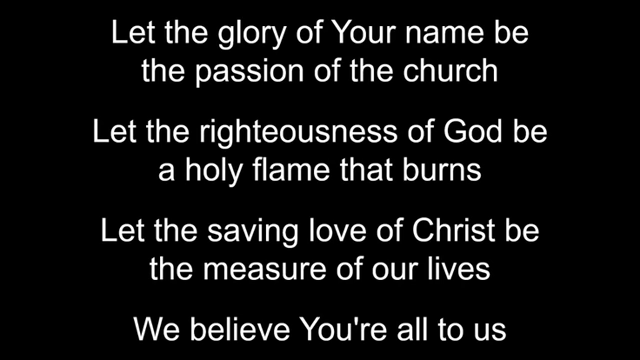 Let the glory of Your name be
the passion of the church
Let the righteousness of God be
a holy flame that burns
Let the saving love of Christ be
the measure of our lives
We believe You're all to us